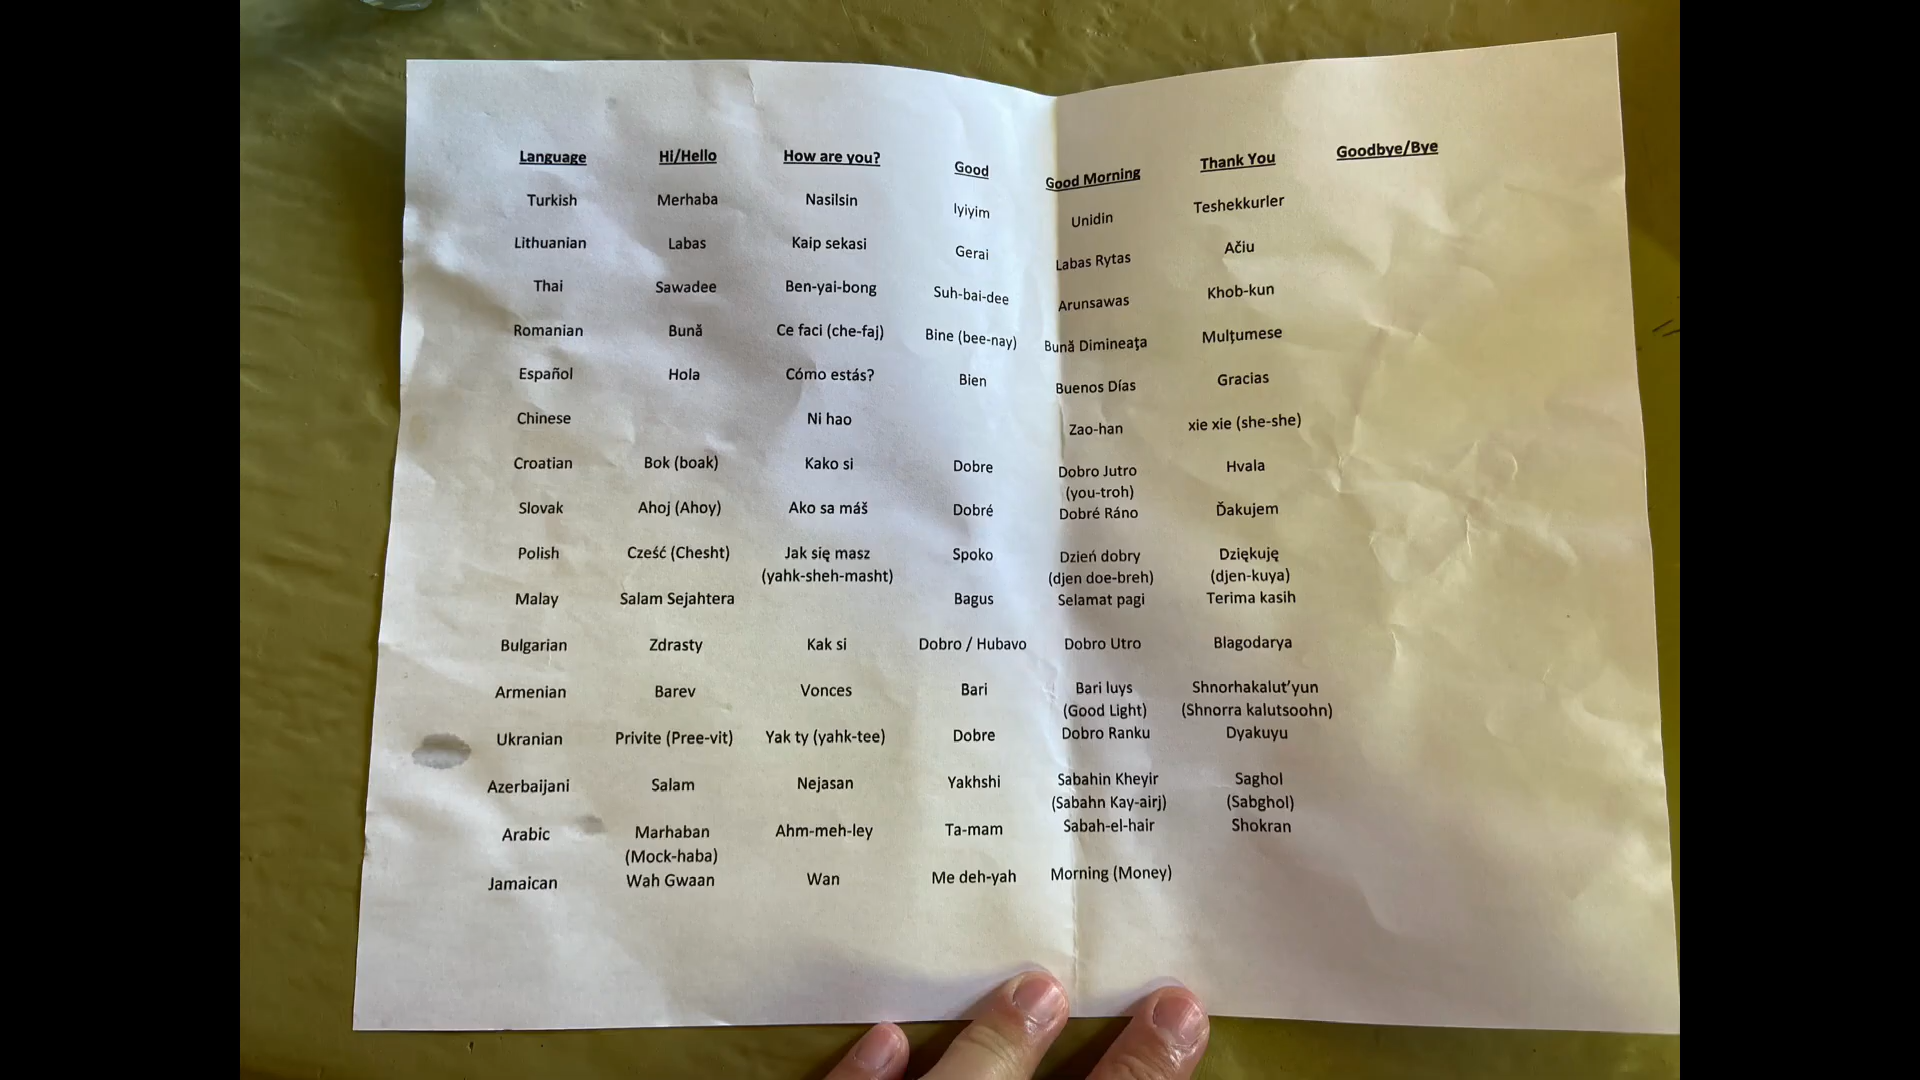 Language Hi/Hello How are you? Good Good Morning Thank You Goodbye/Bye
Turkish Merhaba Nasilsin Iyiyim Unidin Teshekkurler
Lithuanian Labas Kaip sekasi Gerai Labas Rytas Ačiu
Thai Sawadee Ben-yai-bong Suh-bai-dee Arunsawas Khob-kun
Romanian Bună Ce faci (che-faj) Bine (bee-nay) Bună Dimineaţa Mulţumese
Español Hola Cómo estás? Bien Buenos Días Gracias
Chinese Ni hao Zao-han xie xie (she-she)
Croatian Bok (boak) Kako si Dobre Dobro Jutro Hvala
(you-troh)
Slovak Ahoj (Ahoy) Ako sa máš Dobré Dobré Ráno Ďakujem
Polish Cześć (Chesht) Jak się masz Spoko Dzień dobry Dziękuję
(yahk-sheh-masht) (djen doe-breh) (djen-kuya)
Malay Salam Sejahtera Bagus Selamat pagi Terima kasih
Bulgarian Zdrasty Kak si Dobro / Hubavo Dobro Utro Blagodarya
Armenian Barev Vonces Bari Bari luys Shnorhakalut’yun
(Good Light) (Shnorra kalutsoohn)
Ukranian Privite (Pree-vit) Yak ty (yahk-tee) Dobre Dobro Ranku Dyakuyu
Azerbaijani Salam Nejasan Yakhshi Sabahin Kheyir Saghol
(Sabahn Kay-airj) (Sabghol)
Arabic Marhaban Ahm-meh-ley Ta-mam Sabah-el-hair Shokran
(Mock-haba)
Jamaican Wah Gwaan Wan Me deh-yah Morning (Money)